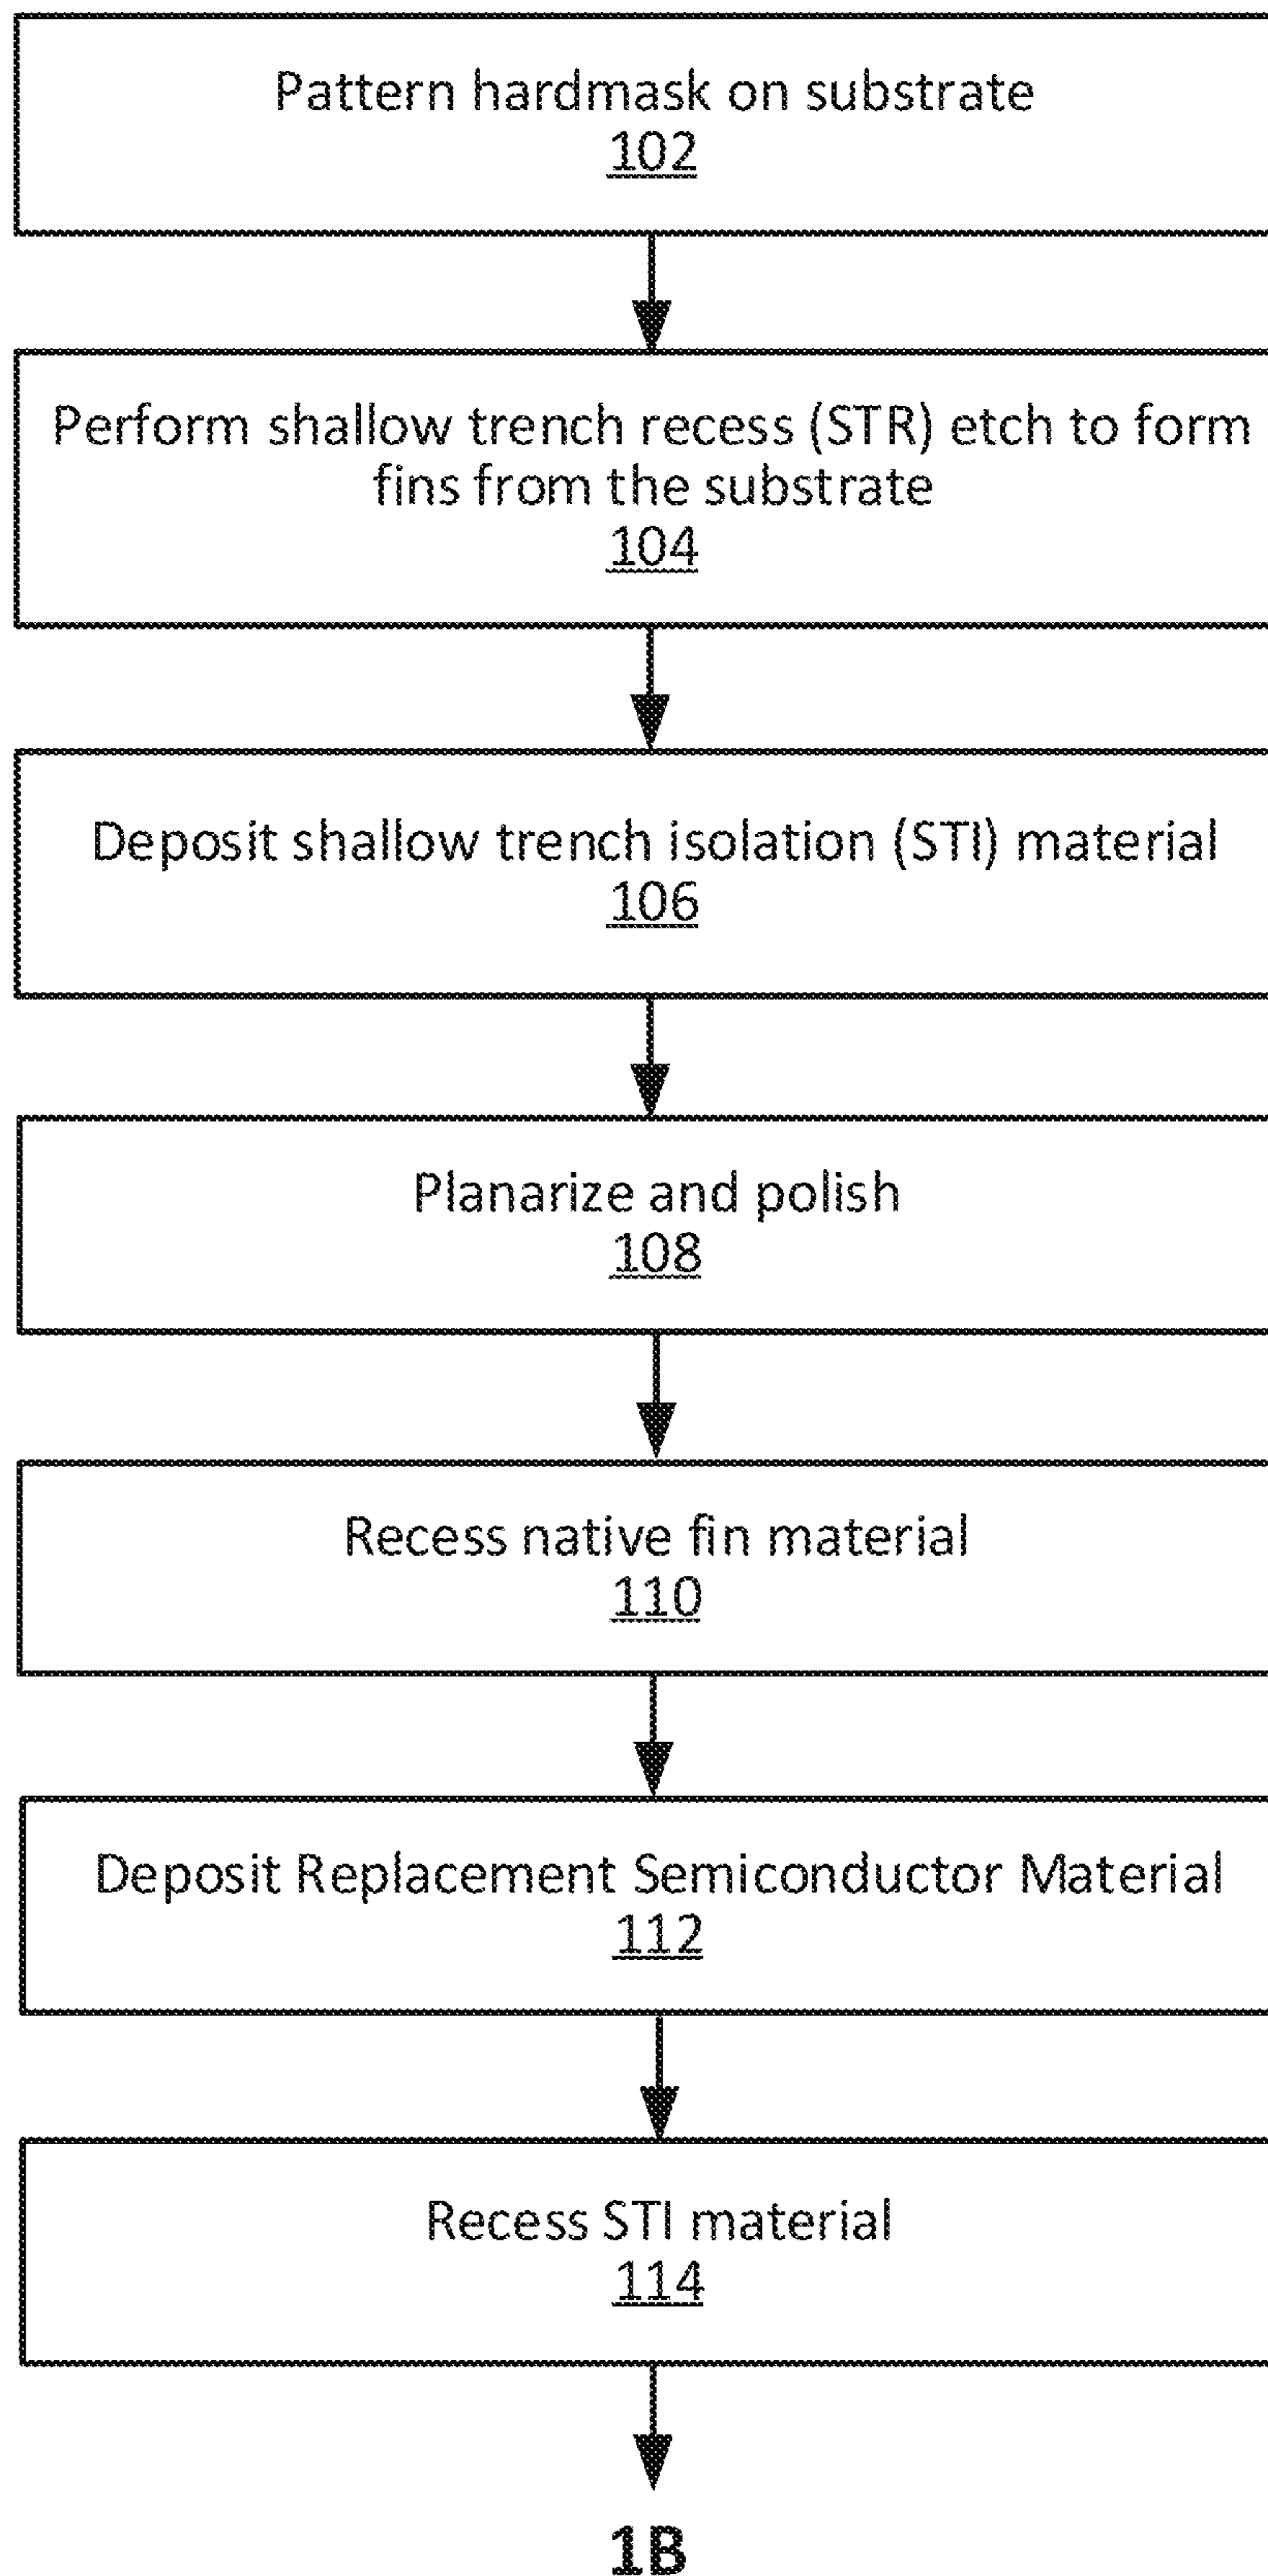 Pattern hardmask on substrate
102
Perform shallow trench recess (STR) etch to form
fins from the substrate
104
Deposit shallow trench isolation (STI) material
106
Planarize and polish
108
Recess native fin material
110
Deposit Replacement Semiconductor Material
112
Recess STI material
114
1B